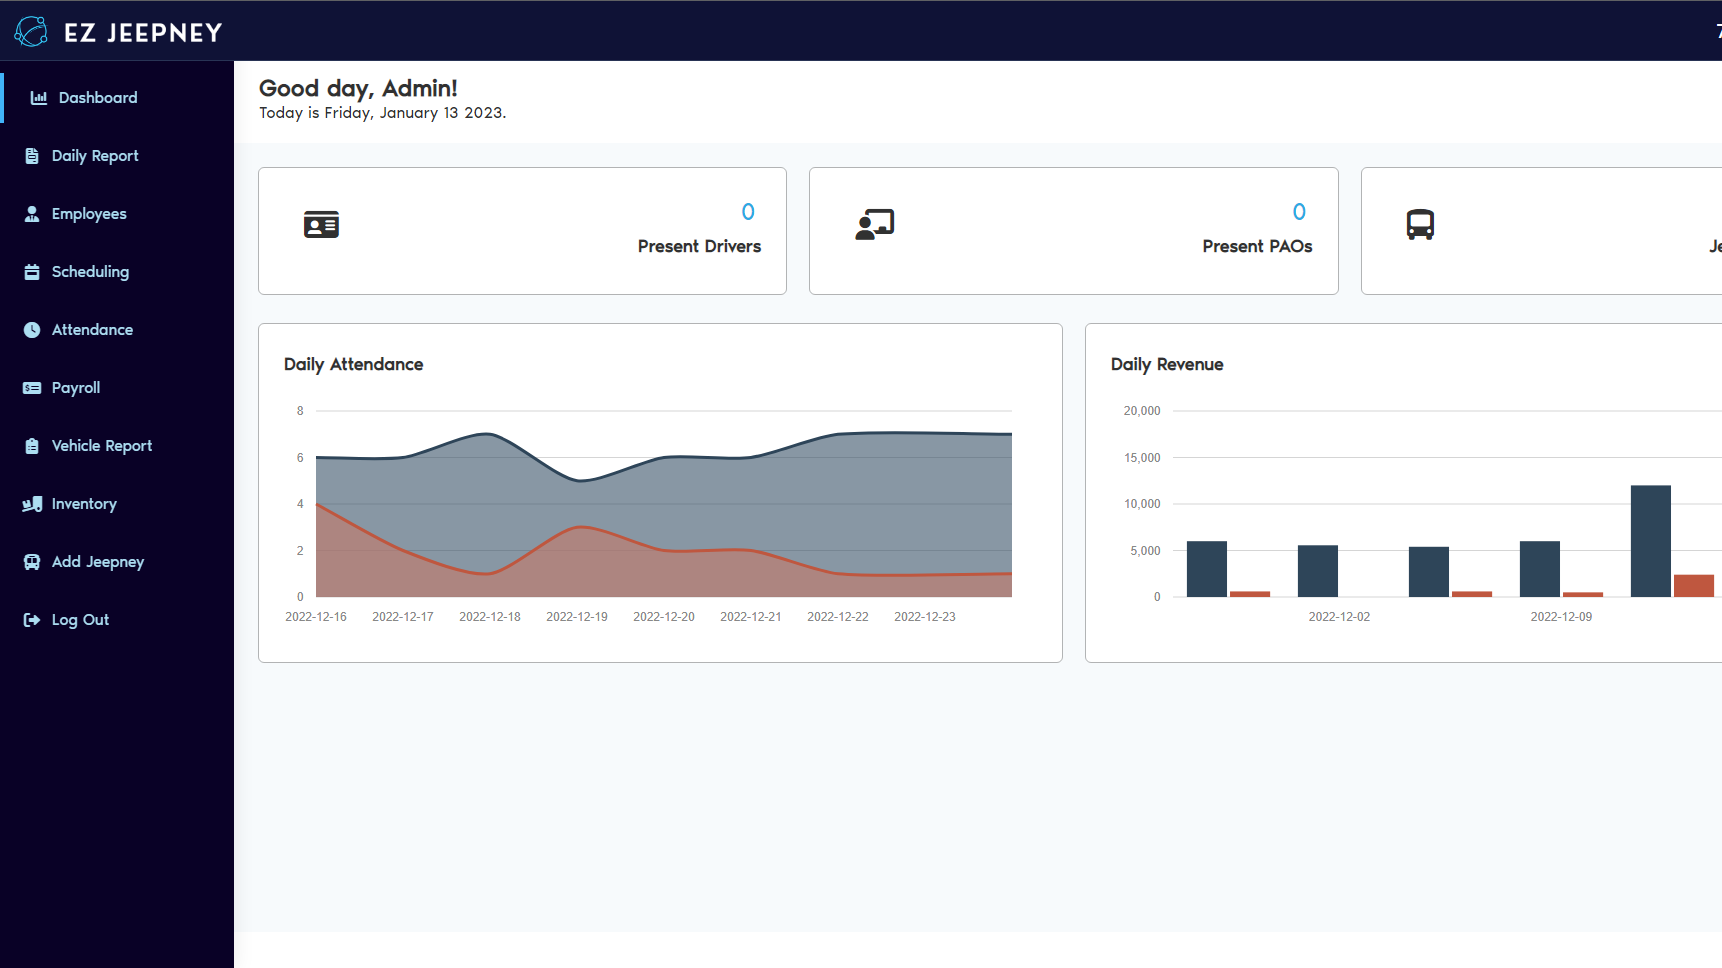 EZ JEEPNEY
Dashboard
Daily Report
Employees
Scheduling
Attendance
Payroll
Vehicle Report
Inventory
Add Jeepney
Log Out
Good day, Admin!
Today is Friday, January 13 2023.
0
Present Drivers
0
Present PAOs
Daily Attendance
8
6
4
2
0
2022-12-16 2022-12-17 2022-12-18 2022-12-19 2022-12-20 2022-12-21 2022-12-22 2022-12-23
Daily Revenue
20,000
15,000
10,000
5,000
0
2022-12-02 2022-12-09